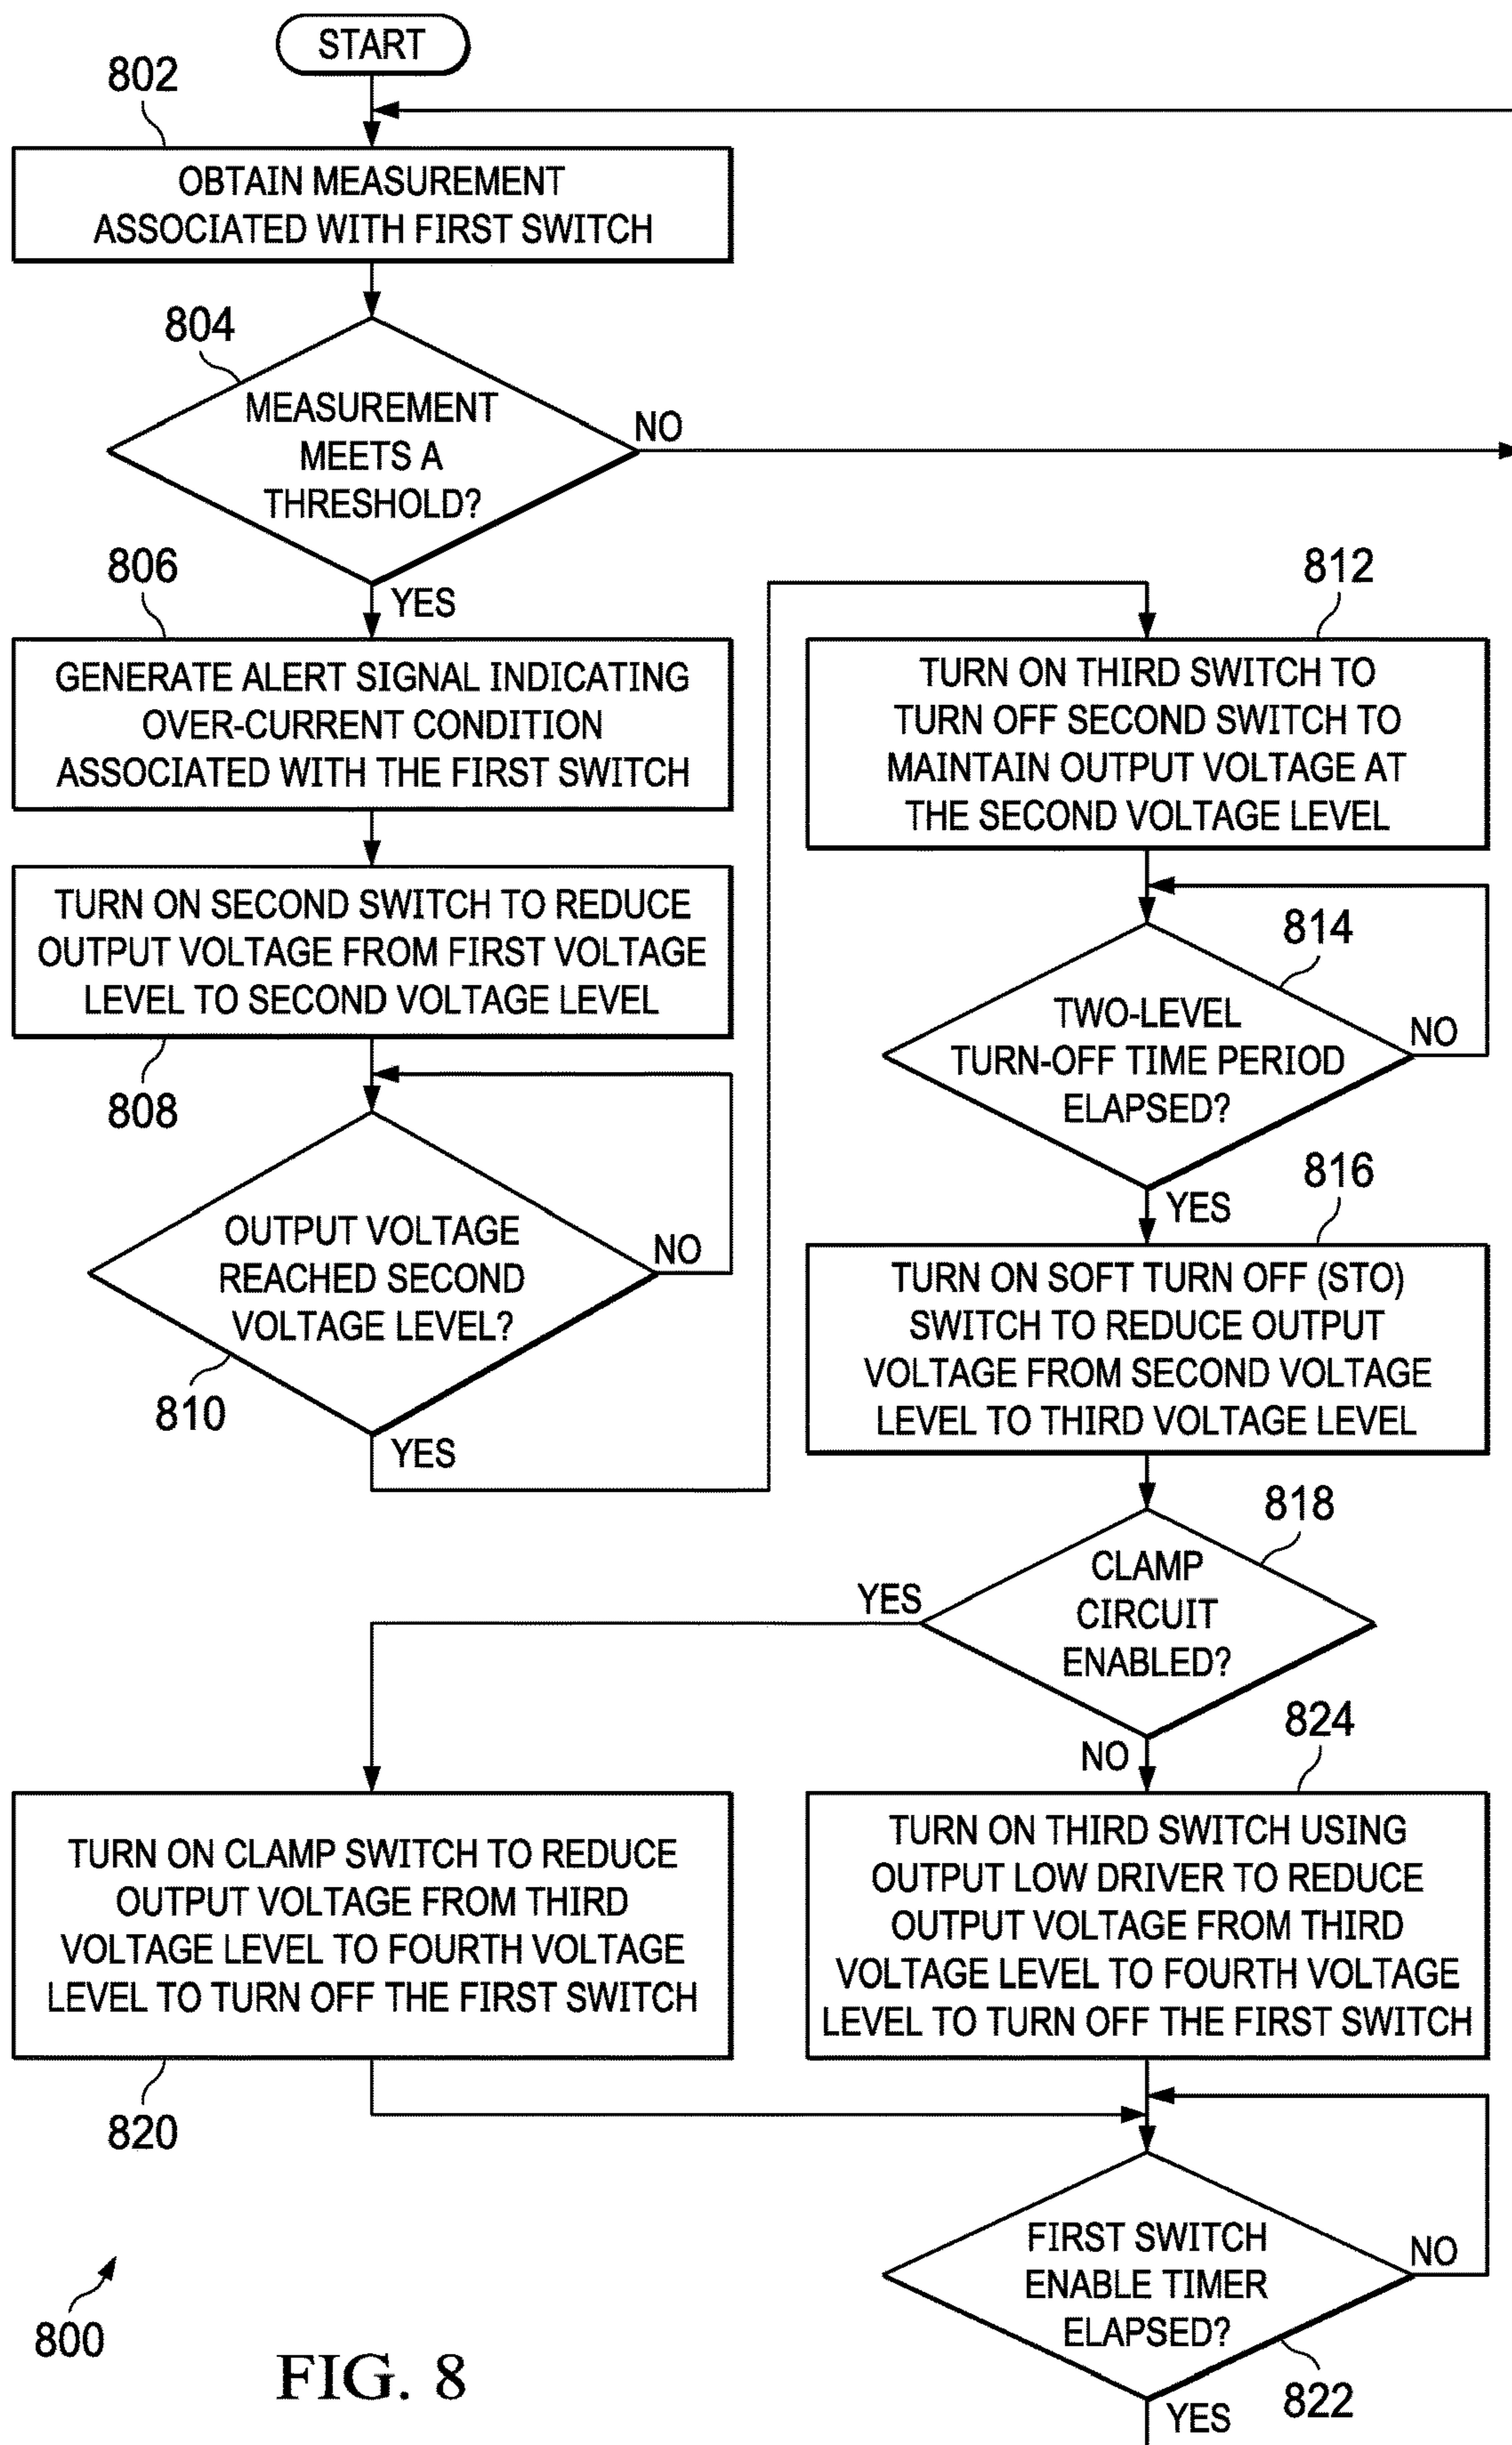 START
802
OBTAIN MEASUREMENT
ASSOCIATED WITH FIRST SWITCH
804
MEASUREMENT
MEETS A
THRESHOLD?
NO
YES
806
GENERATE ALERT SIGNAL INDICATING
OVER-CURRENT CONDITION
ASSOCIATED WITH THE FIRST SWITCH
TURN ON SECOND SWITCH TO REDUCE
OUTPUT VOLTAGE FROM FIRST VOLTAGE
LEVEL TO SECOND VOLTAGE LEVEL
808
OUTPUT VOLTAGE
REACHED SECOND
VOLTAGE LEVEL?
NO
810
YES
812
TURN ON THIRD SWITCH TO
TURN OFF SECOND SWITCH TO
MAINTAIN OUTPUT VOLTAGE AT
THE SECOND VOLTAGE LEVEL
814
TWO-LEVEL
TURN-OFF TIME PERIOD
ELAPSED?
NO
YES
816
TURN ON SOFT TURN OFF (STO)
SWITCH TO REDUCE OUTPUT
VOLTAGE FROM SECOND VOLTAGE
LEVEL TO THIRD VOLTAGE LEVEL
818
CLAMP
CIRCUIT
ENABLED?
YES
NO
TURN ON CLAMP SWITCH TO REDUCE
OUTPUT VOLTAGE FROM THIRD
VOLTAGE LEVEL TO FOURTH VOLTAGE
LEVEL TO TURN OFF THE FIRST SWITCH
820
824
TURN ON THIRD SWITCH USING
OUTPUT LOW DRIVER TO REDUCE
OUTPUT VOLTAGE FROM THIRD
VOLTAGE LEVEL TO FOURTH VOLTAGE
LEVEL TO TURN OFF THE FIRST SWITCH
FIRST SWITCH
ENABLE TIMER
ELAPSED?
NO
822
YES
800
FIG. 8